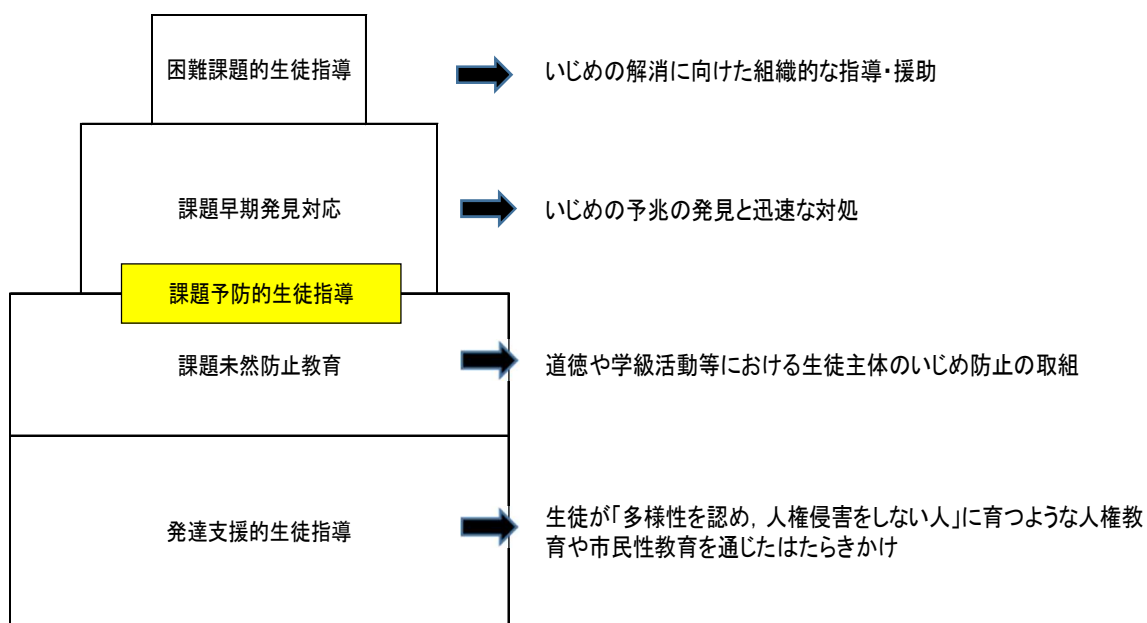 困難課題的生徒指導
いじめの解消に向けた組織的な指導・援助
課題早期発見対応
いじめの予兆の発見と迅速な対処
課題予防的生徒指導
課題未然防止教育
道徳や学級活動等における生徒主体のいじめ防止の取組
発達支援的生徒指導
生徒が「多様性を認め，人権侵害をしない人」に育つような人権教
育や市民性教育を通じたはたらきかけ